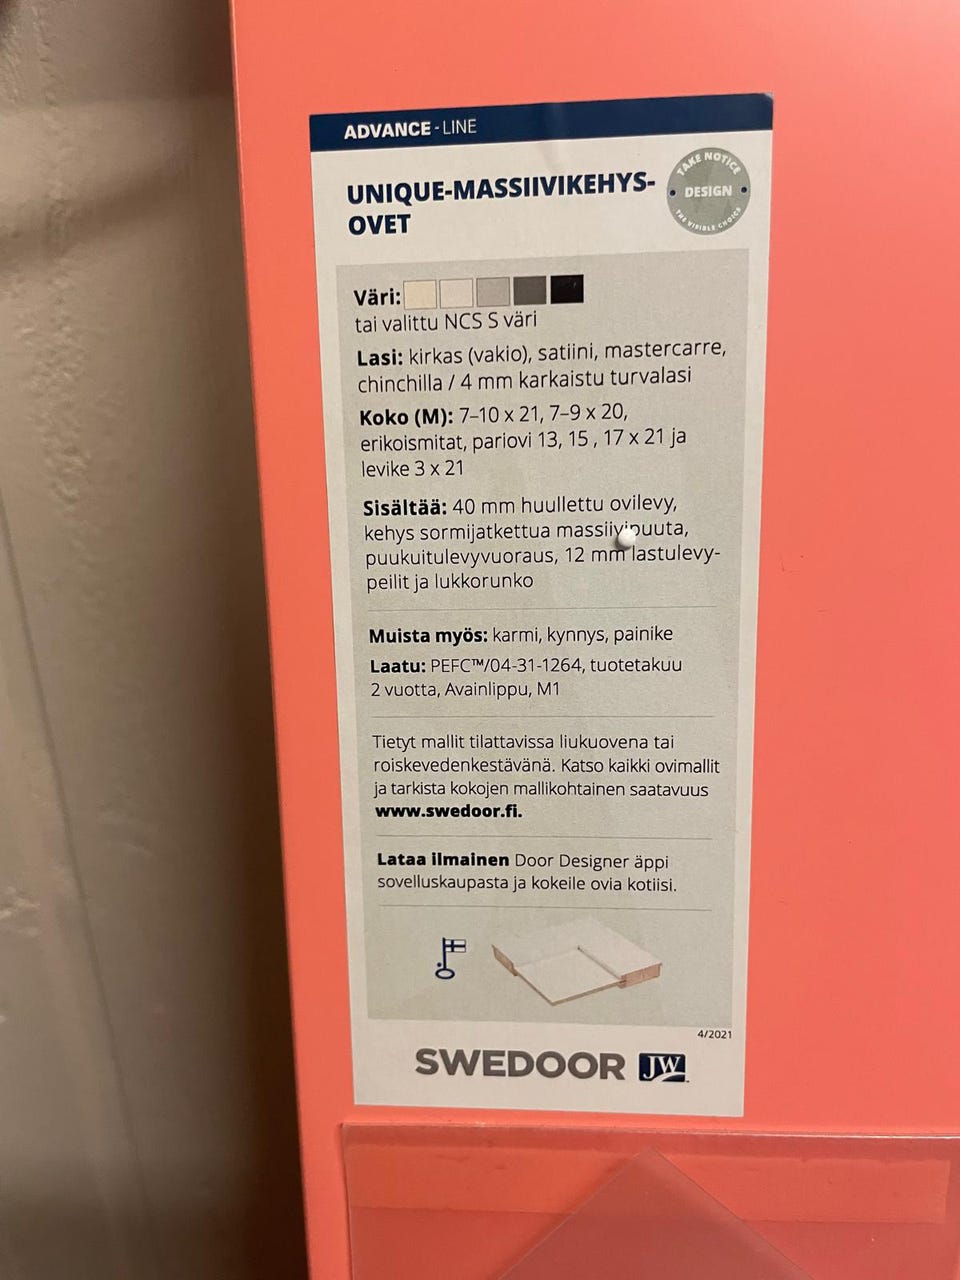 ADVANCE - LINE
UNIQUE-MASSIIVIKEHYS-
OVET
TAKE NOTICE
DESIGN
THE VISIBLE CHOICE
Väri:
tai valittu NCS S väri
Lasi: kirkas (vakio), satiini, mastercarre,
chinchilla / 4 mm karkaistu turvalasi
Koko (M): 7–10 x 21, 7–9 x 20,
erikoismitat, pariovi 13, 15 , 17 x 21 ja
levike 3 x 21
Sisältää: 40 mm huullettu ovilevy,
kehys sormijatkettua massiivipuuta,
puukuitulevyvuoraus, 12 mm lastulevy-
peilit ja lukkorunko
Muista myös: karmi, kynnys, painike
Laatu: PEFC™/04-31-1264, tuotetakuu
2 vuotta, Avainlippu, M1
Tietyt mallit tilattavissa liukuovena tai
roiskevedenkestävänä. Katso kaikki ovimallit
ja tarkista kokojen mallikohtainen saatavuus
www.swedoor.fi.
Lataa ilmainen Door Designer äppi
sovelluskaupasta ja kokeile ovia kotiisi.
4/2021
SWEDOOR JW